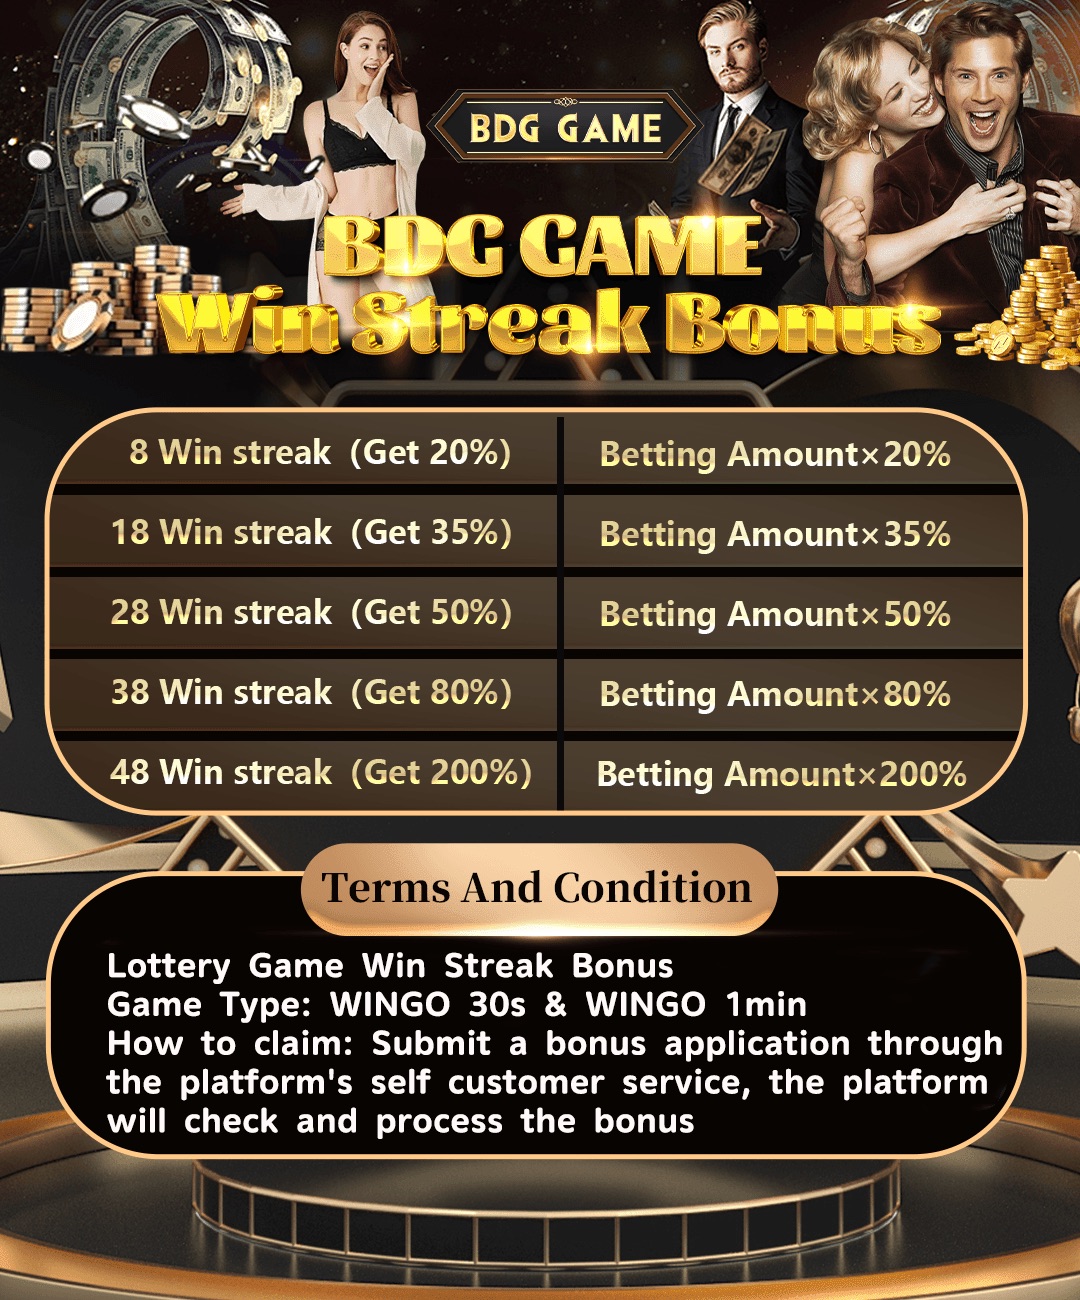 BDG GAME
BDG GAME
Win Streak Bonus
8 Win streak (Get 20%) Betting Amount×20%
18 Win streak (Get 35%) Betting Amount×35%
28 Win streak (Get 50%) Betting Amount×50%
38 Win streak (Get 80%) Betting Amount×80%
48 Win streak (Get 200%) Betting Amount×200%
Terms And Condition
Lottery Game Win Streak Bonus
Game Type: WINGO 30s & WINGO 1min
How to claim: Submit a bonus application through
the platform's self customer service, the platform
will check and process the bonus